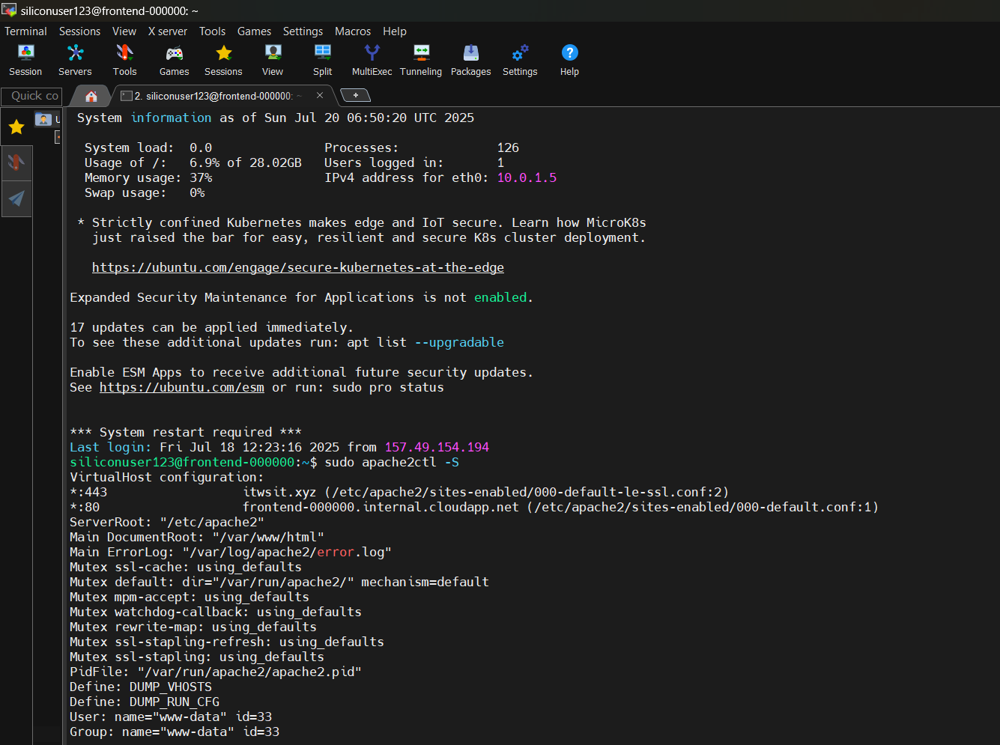 siliconuser123@frontend-000000: ~
Terminal Sessions View X server Tools Games Settings Macros Help
Session Servers Tools Games Sessions View Split MultiExec Tunneling Packages Settings Help
Quick co
2. siliconuser123@frontend-000000: ~
System information as of Sun Jul 20 06:50:20 UTC 2025
System load: 0.0 Processes: 126
Usage of /: 6.9% of 28.02GB Users logged in: 1
Memory usage: 37% IPv4 address for eth0: 10.0.1.5
Swap usage: 0%
* Strictly confined Kubernetes makes edge and IoT secure. Learn how MicroK8s
just raised the bar for easy, resilient and secure K8s cluster deployment.
https://ubuntu.com/engage/secure-kubernetes-at-the-edge
Expanded Security Maintenance for Applications is not enabled.
17 updates can be applied immediately.
To see these additional updates run: apt list --upgradable
Enable ESM Apps to receive additional future security updates.
See https://ubuntu.com/esm or run: sudo pro status
*** System restart required ***
Last login: Fri Jul 18 12:23:16 2025 from 157.49.154.194
siliconuser123@frontend-000000:~$ sudo apache2ctl -S
VirtualHost configuration:
*:443 itwsit.xyz (/etc/apache2/sites-enabled/000-default-le-ssl.conf:2)
*:80 frontend-000000.internal.cloudapp.net (/etc/apache2/sites-enabled/000-default.conf:1)
ServerRoot: "/etc/apache2"
Main DocumentRoot: "/var/www/html"
Main ErrorLog: "/var/log/apache2/error.log"
Mutex ssl-cache: using_defaults
Mutex default: dir="/var/run/apache2/" mechanism=default
Mutex mpm-accept: using_defaults
Mutex watchdog-callback: using_defaults
Mutex rewrite-map: using_defaults
Mutex ssl-stapling-refresh: using_defaults
Mutex ssl-stapling: using_defaults
PidFile: "/var/run/apache2/apache2.pid"
Define: DUMP_VHOSTS
Define: DUMP_RUN_CFG
User: name="www-data" id=33
Group: name="www-data" id=33